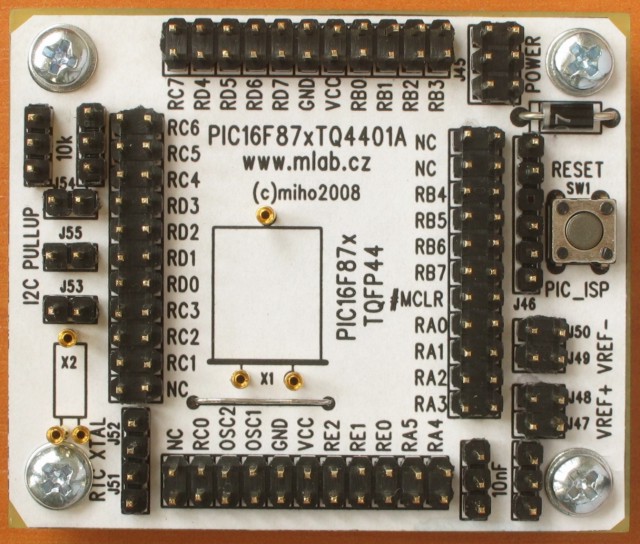 RC7 RD4 RD5 RD6 RD7 GND VCC RB0 RB1 RB2 RB3
J45
POWER
10k
J54
I2C PULLUP
J55
J53
X2
RTC XTAL
J52
J51
RC6
RC5
RC4
RD3
RD2
RD1
RD0
RC3
RC2
RC1
NC
PIC16F87xTQ4401A
www.mlab.cz
(c)miho2008
PIC16F87x
TQFP44
X1
NC
NC
RB4
RB5
RB6
RB7
#MCLR
RA0
RA1
RA2
RA3
7
RESET
SW1
PIC_ISP
J46
J50
J49
VREF-
J48
J47
VREF+
NC RC0 OSC2 OSC1 GND VCC RE2 RE1 RE0 RA5 RA4
10nF